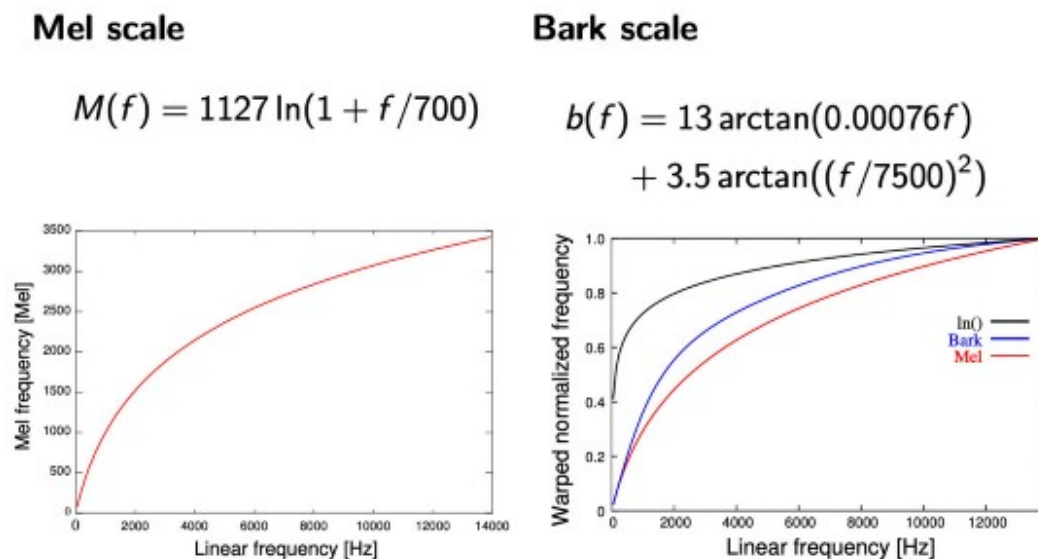 Mel scale
M(f) = 1127 ln(1 + f/700)
3500
3000
2500
2000
1500
1000
500
0
Mel frequency [Mel]
0 2000 4000 6000 8000 10000 12000 14000
Linear frequency [Hz]
Bark scale
b(f) = 13 arctan(0.00076f)
+ 3.5 arctan((f/7500)²)
1.0
0.8
0.6
0.4
0.2
0
Warped normalized frequency
ln()
Bark
Mel
0 2000 4000 6000 8000 10000 12000
Linear frequency [Hz]